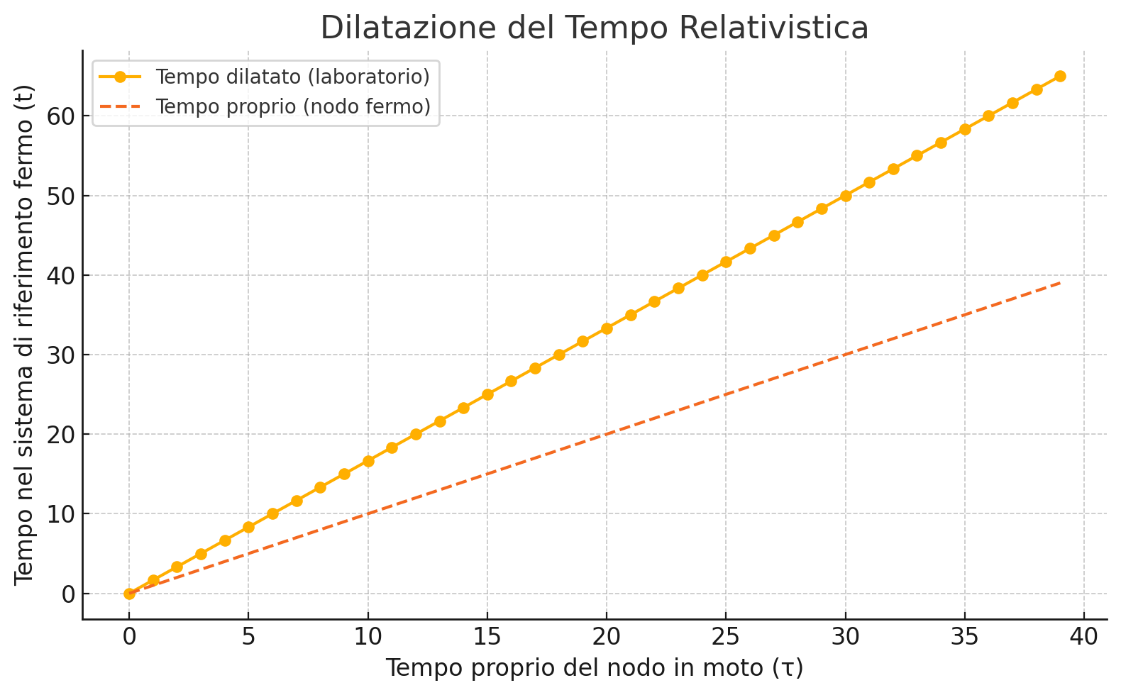 Dilatazione del Tempo Relativistica
Tempo dilatato (laboratorio)
Tempo proprio (nodo fermo)
Tempo nel sistema di riferimento fermo (t)
60
50
40
30
20
10
0
0 5 10 15 20 25 30 35 40
Tempo proprio del nodo in moto (τ)